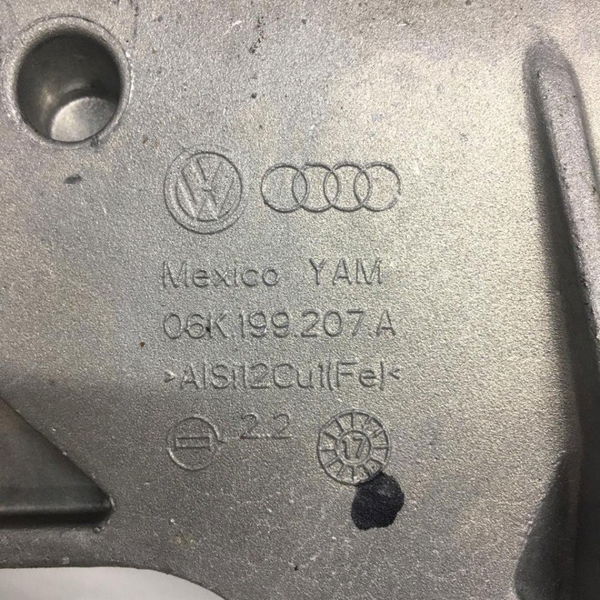 Mexico YAM
06K.199.207.A
>AlSi12Cu1(Fe)<
2.2 17